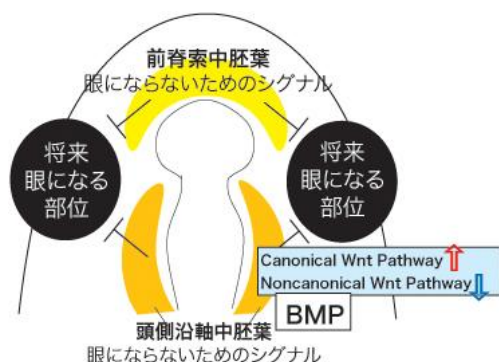 前脊索中胚葉
眼にならないためのシグナル
将来
眼になる
部位
将来
眼になる
部位
Canonical Wnt Pathway
Noncanonical Wnt Pathway
BMP
頭側沿軸中胚葉
眼にならないためのシグナル